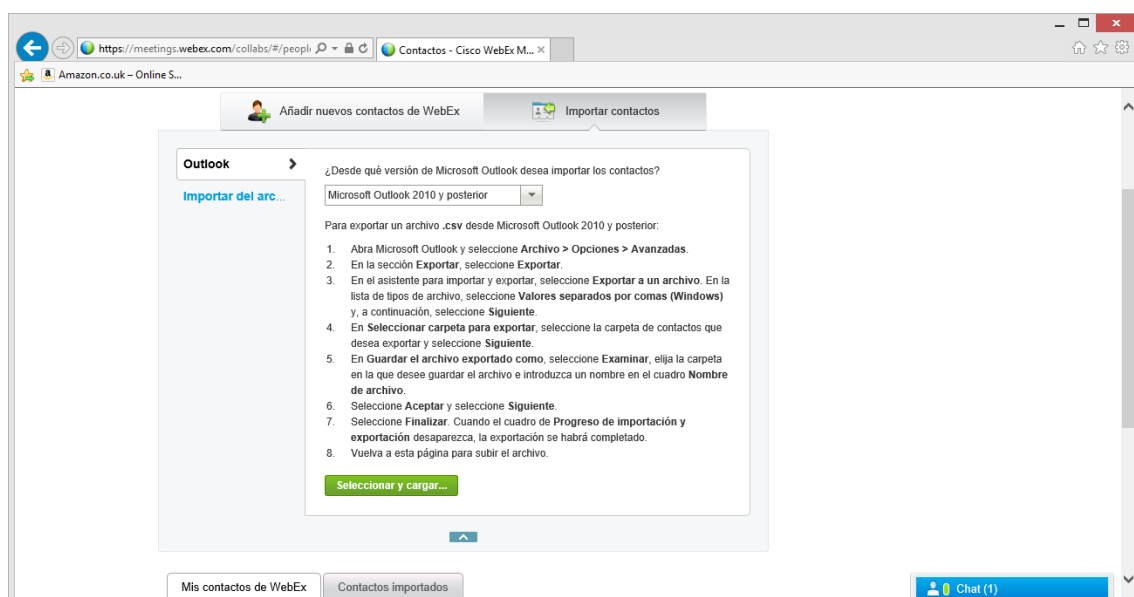 https://meetings.webex.com/collabs/#/people
Contactos - Cisco WebEx M...
Amazon.co.uk – Online S...
Añadir nuevos contactos de WebEx
Importar contactos
Outlook
Importar del arc...
¿Desde qué versión de Microsoft Outlook desea importar los contactos?
Microsoft Outlook 2010 y posterior
Para exportar un archivo .csv desde Microsoft Outlook 2010 y posterior:
1. Abra Microsoft Outlook y seleccione Archivo > Opciones > Avanzadas.
2. En la sección Exportar, seleccione Exportar.
3. En el asistente para importar y exportar, seleccione Exportar a un archivo. En la
lista de tipos de archivo, seleccione Valores separados por comas (Windows)
y, a continuación, seleccione Siguiente.
4. En Seleccionar carpeta para exportar, seleccione la carpeta de contactos que
desea exportar y seleccione Siguiente.
5. En Guardar el archivo exportado como, seleccione Examinar, elija la carpeta
en la que desee guardar el archivo e introduzca un nombre en el cuadro Nombre
de archivo.
6. Seleccione Aceptar y seleccione Siguiente.
7. Seleccione Finalizar. Cuando el cuadro de Progreso de importación y
exportación desaparezca, la exportación se habrá completado.
8. Vuelva a esta página para subir el archivo.
Seleccionar y cargar...
Mis contactos de WebEx
Contactos importados
Chat (1)